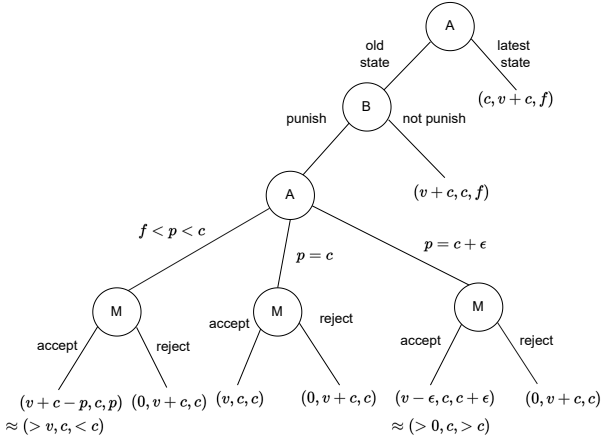 A
old
state
latest
state
(c, v + c, f)
B
punish
not punish
(v + c, c, f)
A
f < p < c
p = c
p = c + ϵ
M
M
M
accept
reject
accept
reject
accept
reject
(v + c − p, c, p)
(0, v + c, c)
(v, c, c)
(0, v + c, c)
(v − ϵ, c, c + ϵ)
(0, v + c, c)
≈ (> v, c, < c)
≈ (> 0, c, > c)